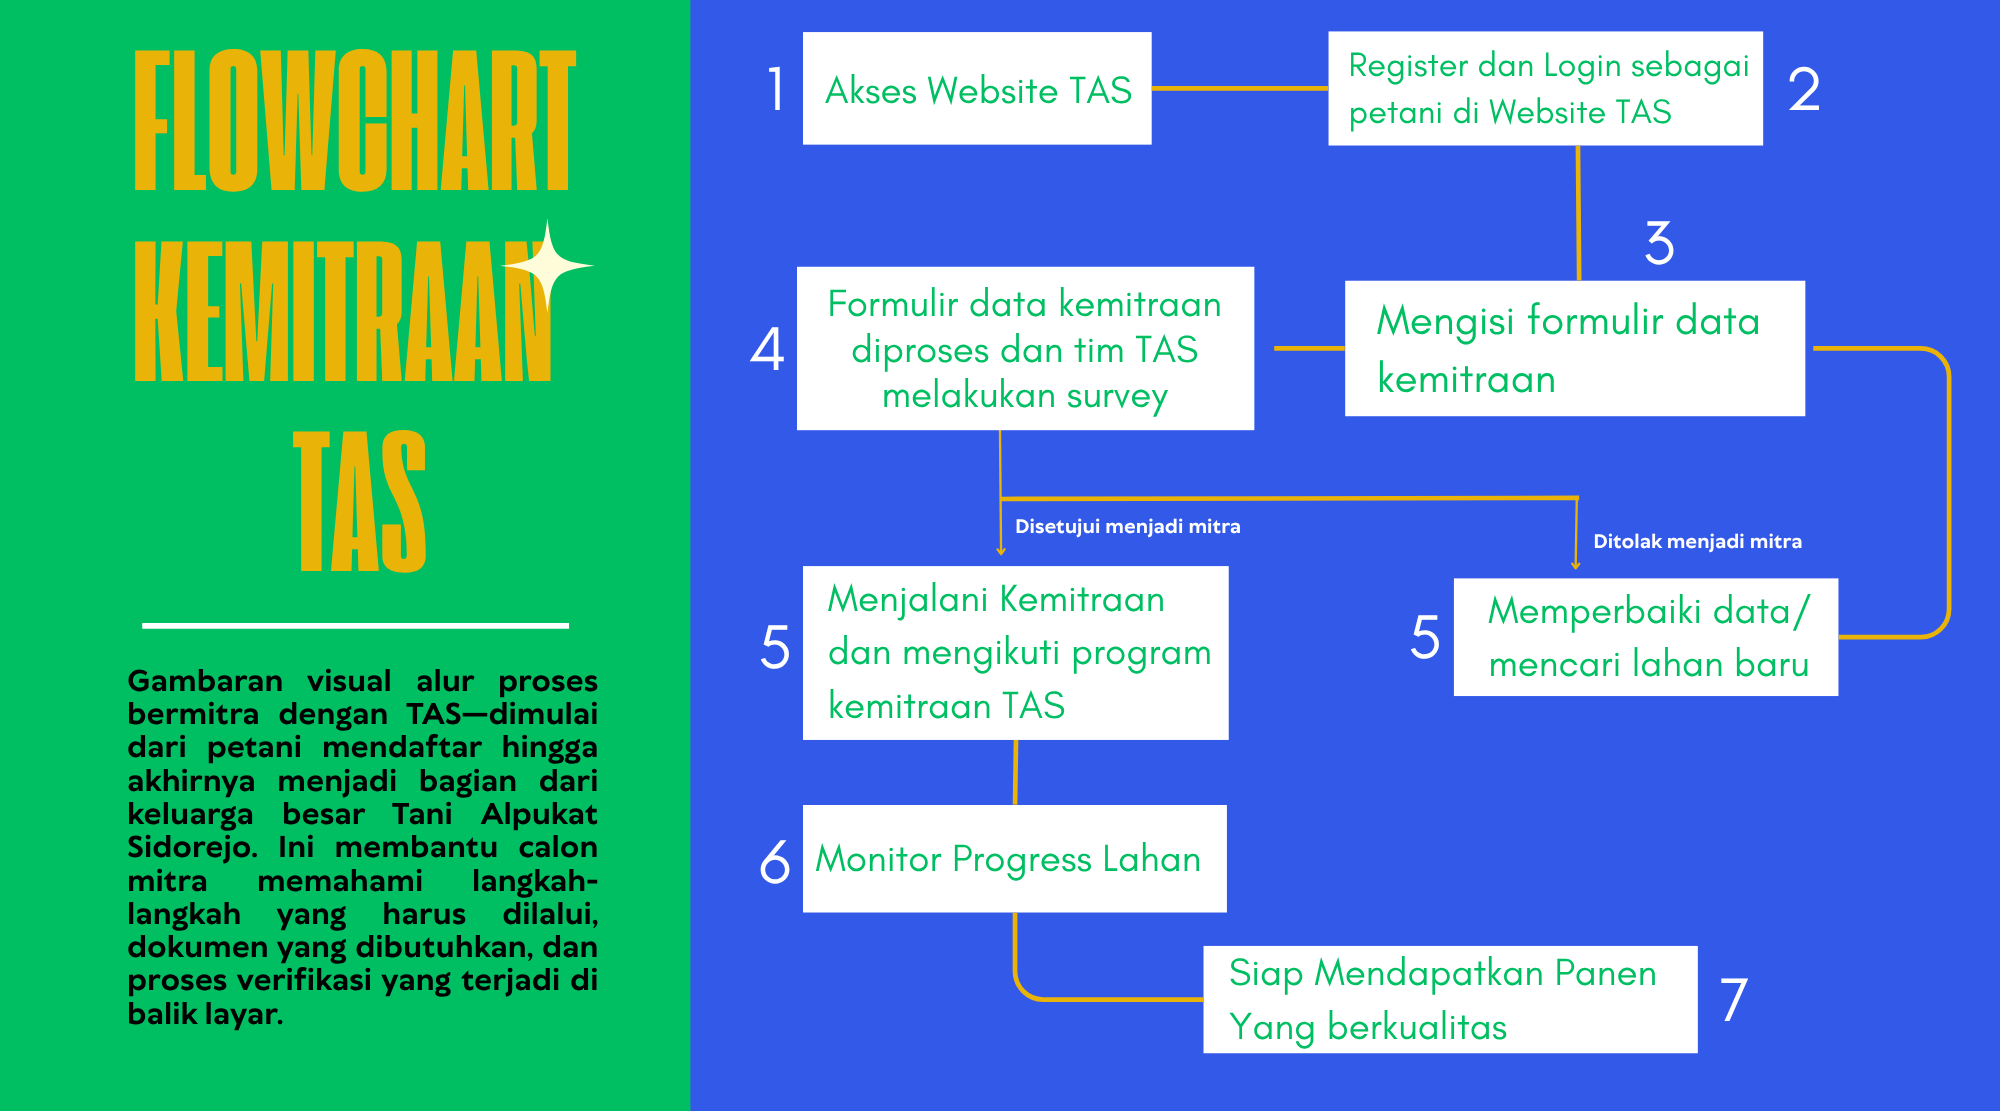 FLOWCHART
KEMITRAAN
TAS
Gambaran visual alur proses
bermitra dengan TAS—dimulai
dari petani mendaftar hingga
akhirnya menjadi bagian dari
keluarga besar Tani Alpukat
Sidorejo. Ini membantu calon
mitra memahami langkah-
langkah yang harus dilalui,
dokumen yang dibutuhkan, dan
proses verifikasi yang terjadi di
balik layar.
1
Akses Website TAS
Register dan Login sebagai
petani di Website TAS
2
3
Mengisi formulir data
kemitraan
4
Formulir data kemitraan
diproses dan tim TAS
melakukan survey
Disetujui menjadi mitra
Ditolak menjadi mitra
5
Menjalani Kemitraan
dan mengikuti program
kemitraan TAS
5
Memperbaiki data/
mencari lahan baru
6
Monitor Progress Lahan
Siap Mendapatkan Panen
Yang berkualitas
7